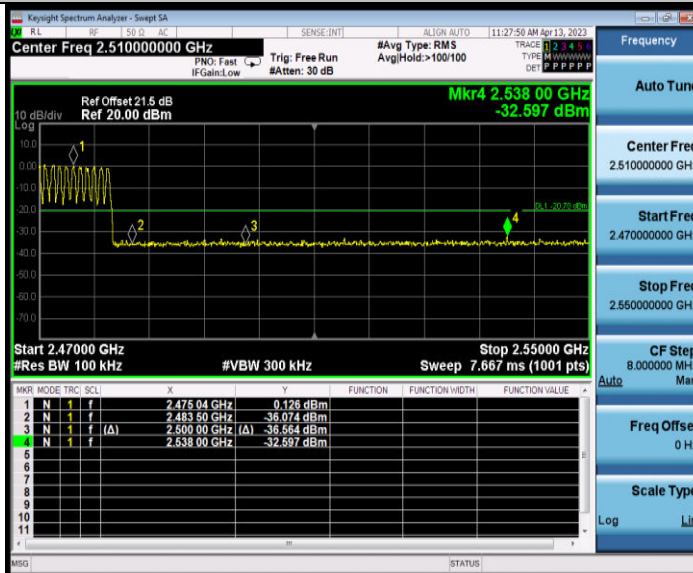 Keysight Spectrum Analyzer - Swept SA
RL RF 50 Ω AC SENSE:INT ALIGN AUTO 11:27:50 AM Apr 13, 2023
Center Freq 2.510000000 GHz
PNO: Fast
IFGain:Low
Trig: Free Run
#Atten: 30 dB
#Avg Type: RMS
Avg|Hold:>100/100
TRACE 1 2 3 4 5 6
TYPE M WWWWW
DET P P P P P P
Frequency
Auto Tune
Center Freq
2.510000000 GHz
Start Freq
2.470000000 GHz
Stop Freq
2.550000000 GHz
CF Step
8.000000 MHz
Auto Man
Freq Offset
0 Hz
Scale Type
Log Lin
Mkr4 2.538 00 GHz
-32.597 dBm
Ref Offset 21.5 dB
10 dB/div Ref 20.00 dBm
Log
10.0
0.00
-10.0
-20.0
-30.0
-40.0
-50.0
-60.0
-70.0
1
2
3
4
DL1 -20.70 dBm
Start 2.47000 GHz Stop 2.55000 GHz
#Res BW 100 kHz #VBW 300 kHz Sweep 7.667 ms (1001 pts)
MKR MODE TRC SCL X Y FUNCTION FUNCTION WIDTH FUNCTION VALUE
1 N 1 f 2.475 04 GHz 0.126 dBm
2 N 1 f 2.483 50 GHz -36.074 dBm
3 N 1 f (Δ) 2.500 00 GHz (Δ) -36.564 dBm
4 N 1 f 2.538 00 GHz -32.597 dBm
5
6
7
8
9
10
11
MSG STATUS